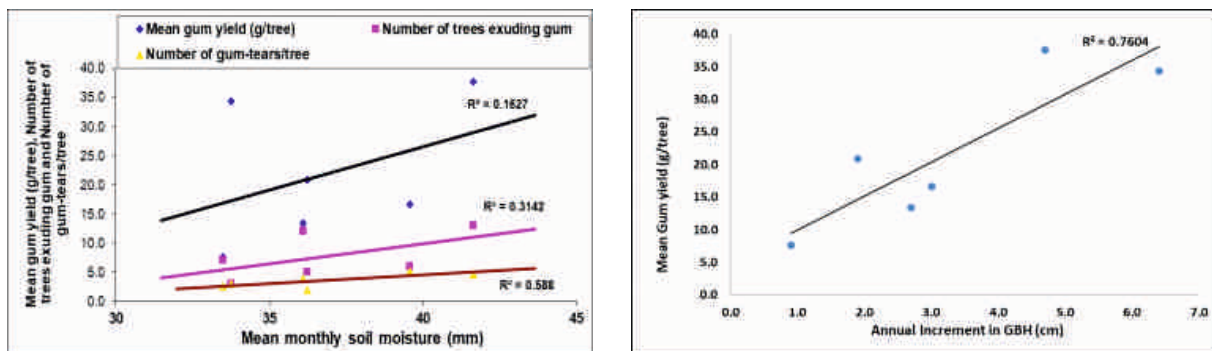 Mean gum yield (g/tree) Number of trees exuding gum
Number of gum-tears/tree
Mean gum yield (g/tree), Number of
trees exuding gum and Number of
gum-tears/tree
40.0
35.0
30.0
25.0
20.0
15.0
10.0
5.0
0.0
R² = 0.1627
R² = 0.3142
R² = 0.588
30 35 40 45
Mean monthly soil moisture (mm)
Mean Gum yield (g/tree)
40.0
35.0
30.0
25.0
20.0
15.0
10.0
5.0
0.0
R² = 0.7604
0.0 1.0 2.0 3.0 4.0 5.0 6.0 7.0
Annual Increment in GBH (cm)